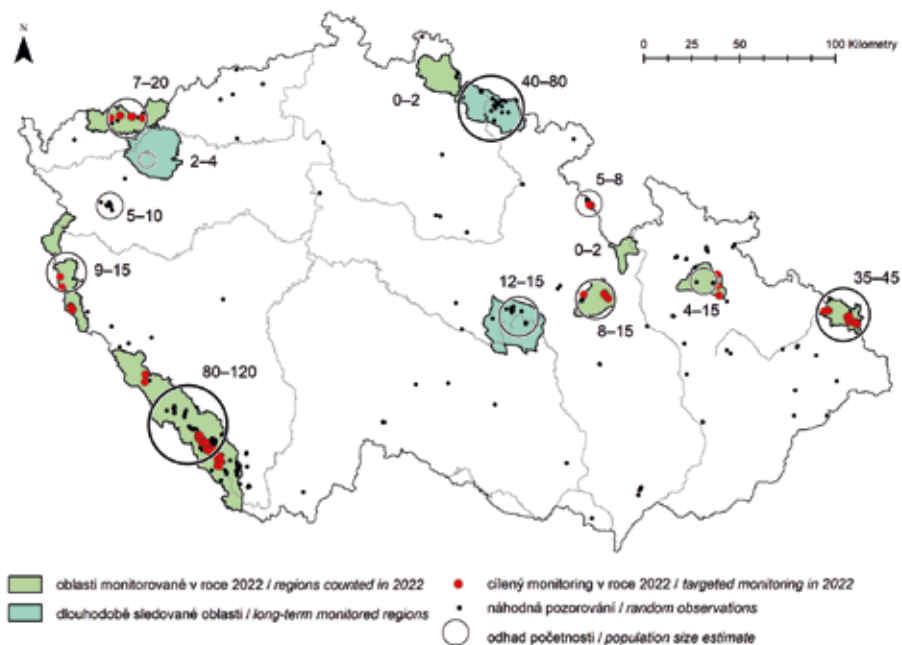 N
0 25 50 100 Kilometry
7–20
40–80
0–2
2–4
5–8
5–10
0–2
9–15
12–15
35–45
4–15
8–15
80–120
oblasti monitorované v roce 2022 / regions counted in 2022
dlouhodobě sledované oblasti / long-term monitored regions
cílený monitoring v roce 2022 / targeted monitoring in 2022
náhodná pozorování / random observations
odhad početnosti / population size estimate